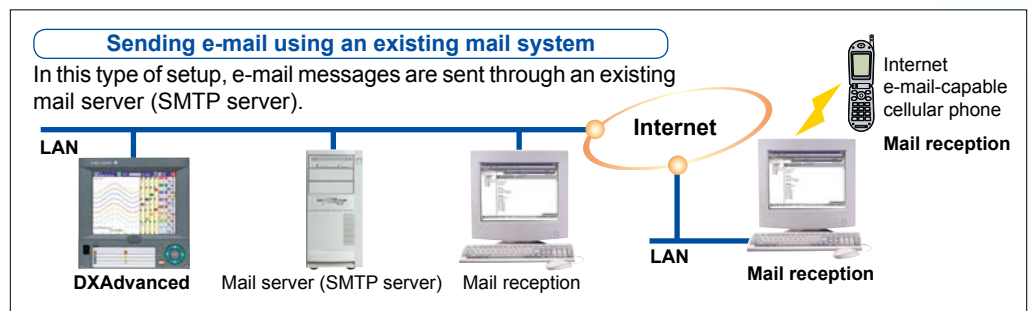 Sending e-mail using an existing mail system
In this type of setup, e-mail messages are sent through an existing
mail server (SMTP server).
LAN
Internet
Internet
e-mail-capable
cellular phone
Mail reception
LAN
DXAdvanced
Mail server (SMTP server)
Mail reception
Mail reception